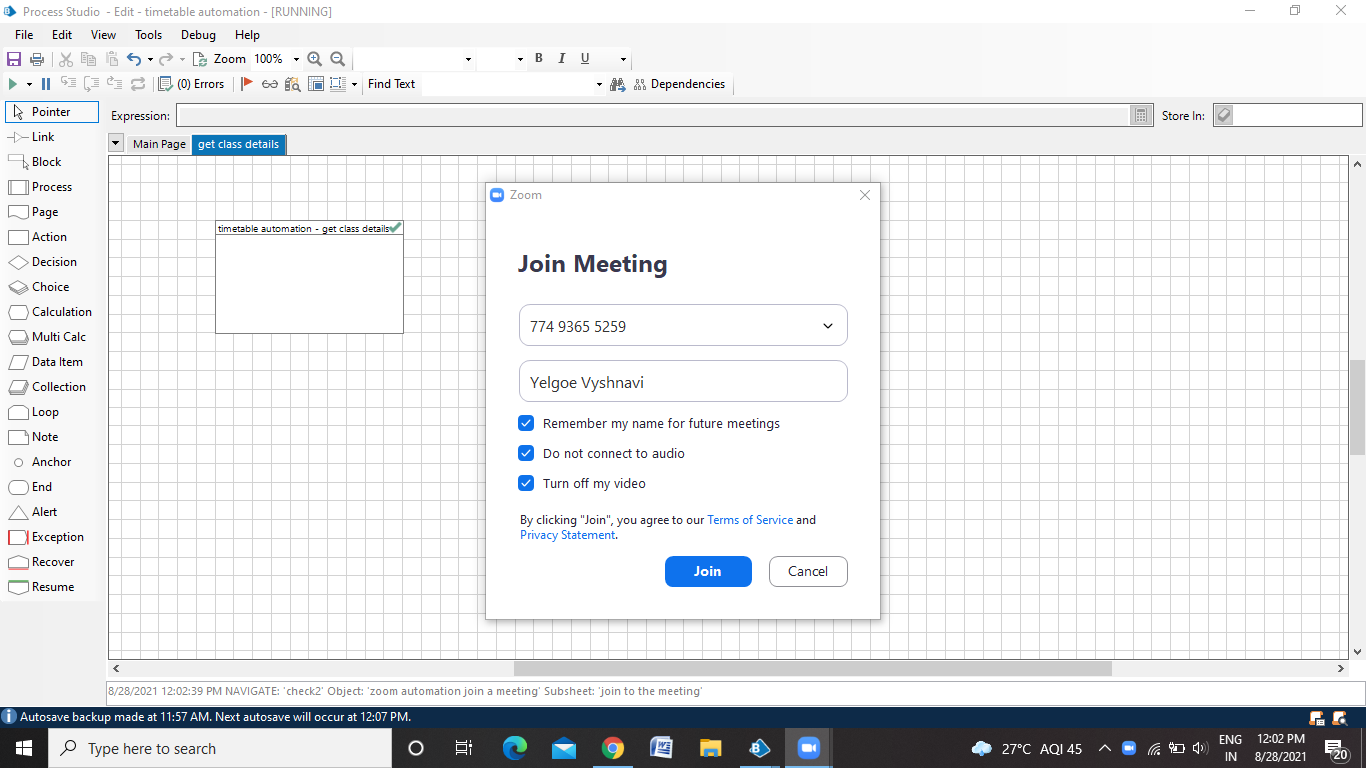 Process Studio - Edit - timetable automation - [RUNNING]
File Edit View Tools Debug Help
Zoom 100% B I U
(0) Errors Find Text Dependencies
Pointer
Expression: Store In:
Link
Main Page get class details
Block
Process
Page
Action
Decision
Choice
Calculation
Multi Calc
Data Item
Collection
Loop
Note
Anchor
End
Alert
Exception
Recover
Resume
timetable automation - get class details
Zoom
Join Meeting
774 9365 5259
Yelgoe Vyshnavi
Remember my name for future meetings
Do not connect to audio
Turn off my video
By clicking "Join", you agree to our Terms of Service and
Privacy Statement.
Join Cancel
8/28/2021 12:02:39 PM NAVIGATE: 'check2' Object: 'zoom automation join a meeting' Subsheet: 'join to the meeting'
Autosave backup made at 11:57 AM. Next autosave will occur at 12:07 PM.
Type here to search
27°C AQI 45
ENG
IN
12:02 PM
8/28/2021
20